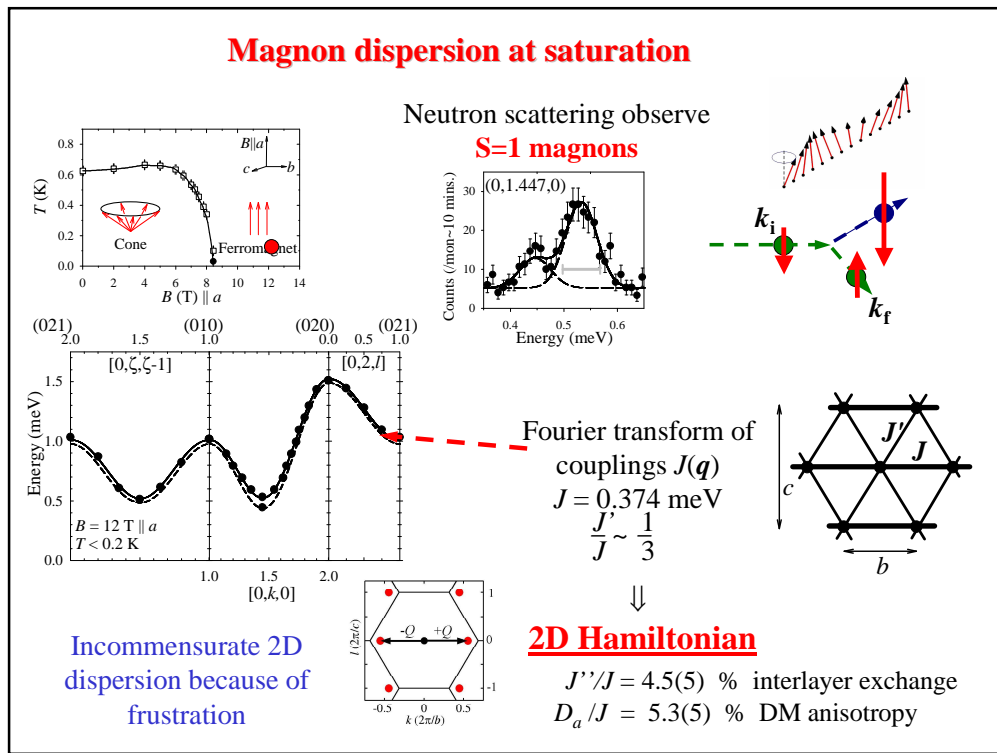 Magnon dispersion at saturation
Neutron scattering observe
S=1 magnons
0.8
0.6
0.4
0.2
0.0
T (K)
B||a
c
b
Cone
0 2 4 6 8 10 12 14
B (T) || a
(0,1.447,0)
Counts (/mon~10 mins.)
30
20
10
0
0.4 0.5 0.6
Energy (meV)
ki
kf
(021) (010) (020) (021)
2.0 1.5 1.0 0.0 0.5 1.0
[0,ζ,ζ-1] [0,2,l]
Energy (meV)
1.5
1.0
0.5
0.0
B = 12 T || a
T < 0.2 K
1.0 1.5 2.0
[0,k,0]
Fourier transform of
couplings J(q)
J = 0.374 meV
J' / J ~ 1 / 3
⇓
J'
J
c
b
-Q +Q
l (2π/c)
1
0
-1
-0.5 0.0 0.5
k (2π/b)
Incommensurate 2D
dispersion because of
frustration
2D Hamiltonian
J''/J = 4.5(5) % interlayer exchange
Da/J = 5.3(5) % DM anisotropy